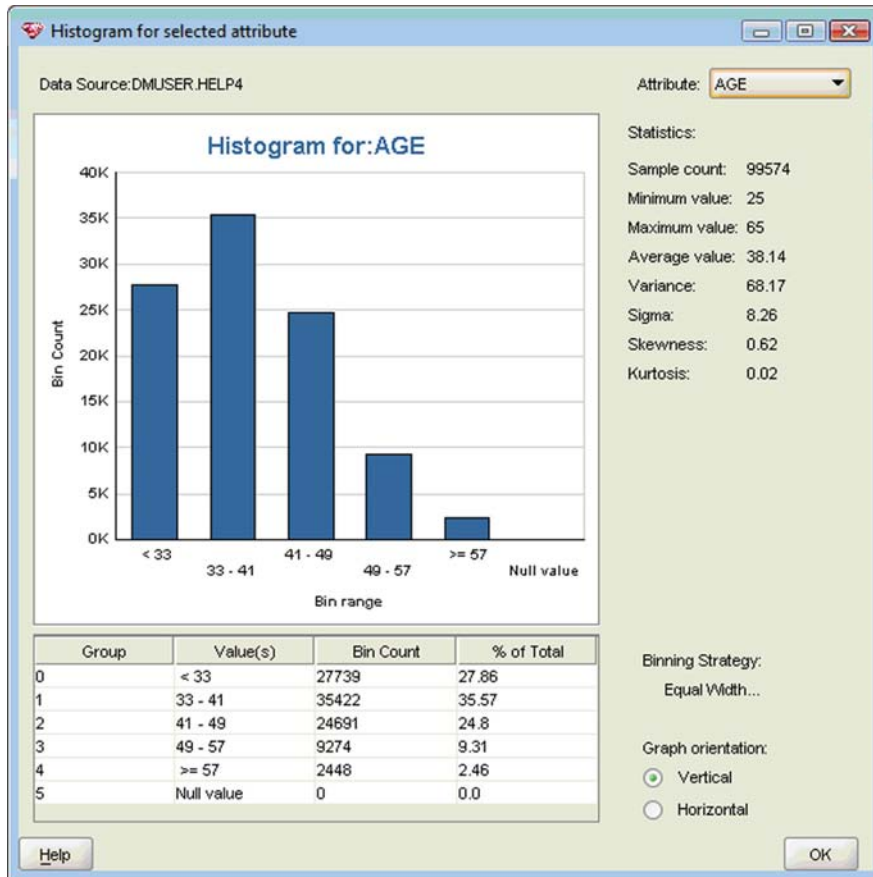 Histogram for selected attribute
Data Source:DMUSER.HELP4
Attribute: AGE
Histogram for:AGE
40K
35K
30K
25K
20K
15K
10K
5K
0K
Bin Count
< 33
33 - 41
41 - 49
49 - 57
>= 57
Null value
Bin range
Statistics:
Sample count: 99574
Minimum value: 25
Maximum value: 65
Average value: 38.14
Variance: 68.17
Sigma: 8.26
Skewness: 0.62
Kurtosis: 0.02
Group Value(s) Bin Count % of Total
0 < 33 27739 27.86
1 33 - 41 35422 35.57
2 41 - 49 24691 24.8
3 49 - 57 9274 9.31
4 >= 57 2448 2.46
5 Null value 0 0.0
Binning Strategy:
Equal Width...
Graph orientation:
Vertical
Horizontal
Help
OK